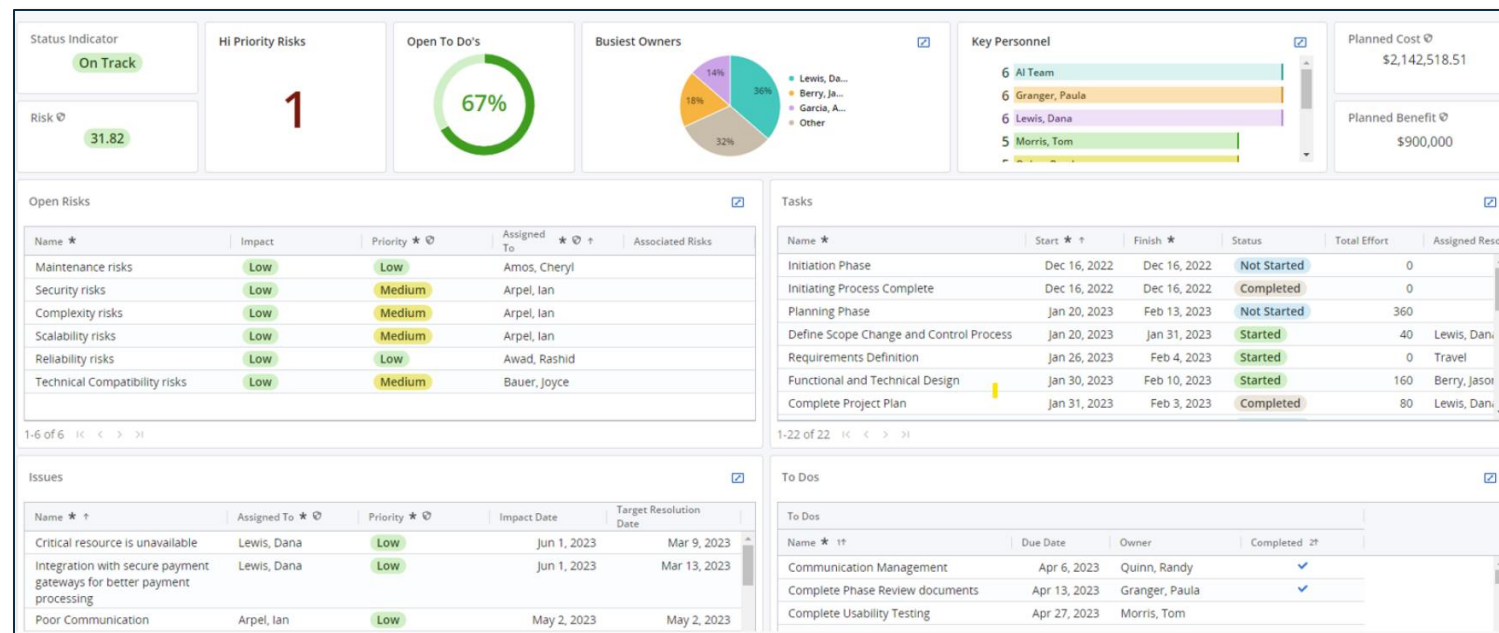 Status Indicator
On Track
Risk
31.82
Hi Priority Risks
1
Open To Do's
67%
Busiest Owners
14%
36%
18%
32%
Lewis, Da...
Berry, Ja...
Garcia, A...
Other
Key Personnel
6 AI Team
6 Granger, Paula
6 Lewis, Dana
5 Morris, Tom
Planned Cost
$2,142,518.51
Planned Benefit
$900,000
Open Risks
Name * Impact Priority * Assigned To * ↑ Associated Risks
Maintenance risks Low Low Amos, Cheryl
Security risks Low Medium Arpel, Ian
Complexity risks Low Medium Arpel, Ian
Scalability risks Low Medium Arpel, Ian
Reliability risks Low Low Awad, Rashid
Technical Compatibility risks Low Medium Bauer, Joyce
1-6 of 6
Tasks
Name * Start * ↑ Finish * Status Total Effort Assigned Reso
Initiation Phase Dec 16, 2022 Dec 16, 2022 Not Started 0
Initiating Process Complete Dec 16, 2022 Dec 16, 2022 Completed 0
Planning Phase Jan 20, 2023 Feb 13, 2023 Not Started 360
Define Scope Change and Control Process Jan 20, 2023 Jan 31, 2023 Started 40 Lewis, Dana
Requirements Definition Jan 26, 2023 Feb 4, 2023 Started 0 Travel
Functional and Technical Design Jan 30, 2023 Feb 10, 2023 Started 160 Berry, Jason
Complete Project Plan Jan 31, 2023 Feb 3, 2023 Completed 80 Lewis, Dana
1-22 of 22
Issues
Name * ↑ Assigned To * Priority * Impact Date Target Resolution Date
Critical resource is unavailable Lewis, Dana Low Jun 1, 2023 Mar 9, 2023
Integration with secure payment Lewis, Dana Low Jun 1, 2023 Mar 13, 2023
gateways for better payment
processing
Poor Communication Arpel, Ian Low May 2, 2023 May 2, 2023
To Dos
To Dos
Name * 1↑ Due Date Owner Completed 2↑
Communication Management Apr 6, 2023 Quinn, Randy
Complete Phase Review documents Apr 13, 2023 Granger, Paula
Complete Usability Testing Apr 27, 2023 Morris, Tom